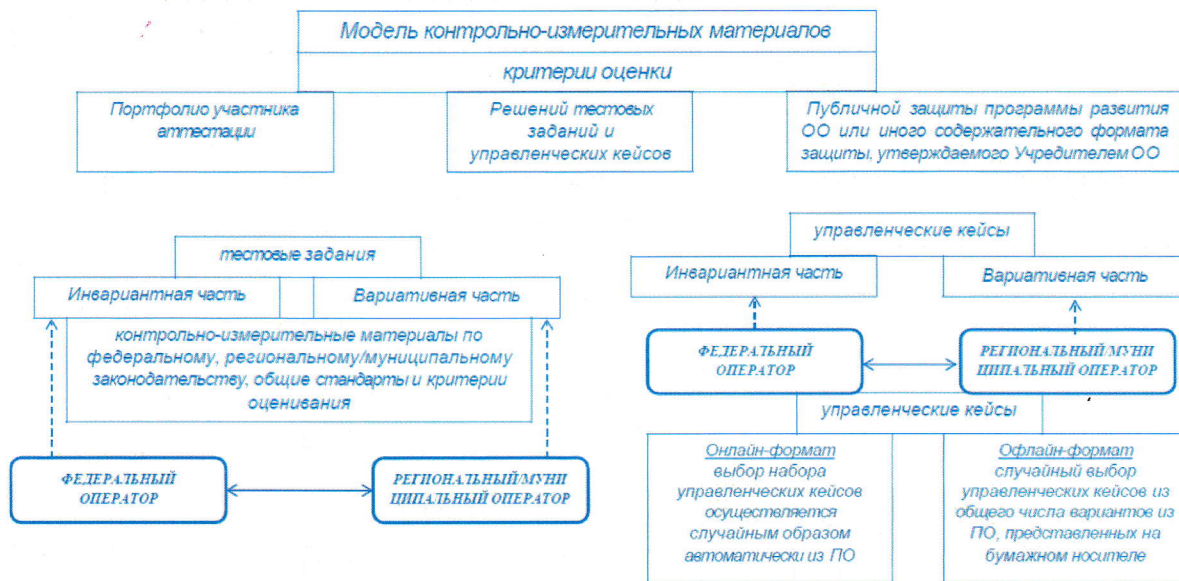 Модель контрольно-измерительных материалов
критерии оценки
Портфолио участника
аттестации
Решений тестовых
заданий и
управленческих кейсов
Публичной защиты программы развития
ОО или иного содержательного формата
защиты, утверждаемого Учредителем ОО
тестовые задания
Инвариантная часть
Вариативная часть
контрольно-измерительные материалы по
федеральному, региональному/муниципальному
законодательству, общие стандарты и критерии
оценивания
ФЕДЕРАЛЬНЫЙ
ОПЕРАТОР
РЕГИОНАЛЬНЫЙ/МУНИ
ЦИПАЛЬНЫЙ ОПЕРАТОР
управленческие кейсы
Инвариантная часть
Вариативная часть
ФЕДЕРАЛЬНЫЙ
ОПЕРАТОР
РЕГИОНАЛЬНЫЙ/МУНИ
ЦИПАЛЬНЫЙ ОПЕРАТОР
управленческие кейсы
Онлайн-формат
выбор набора
управленческих кейсов
осуществляется
случайным образом
автоматически из ПО
Офлайн-формат
случайный выбор
управленческих кейсов из
общего числа вариантов из
ПО, представленных на
бумажном носителе